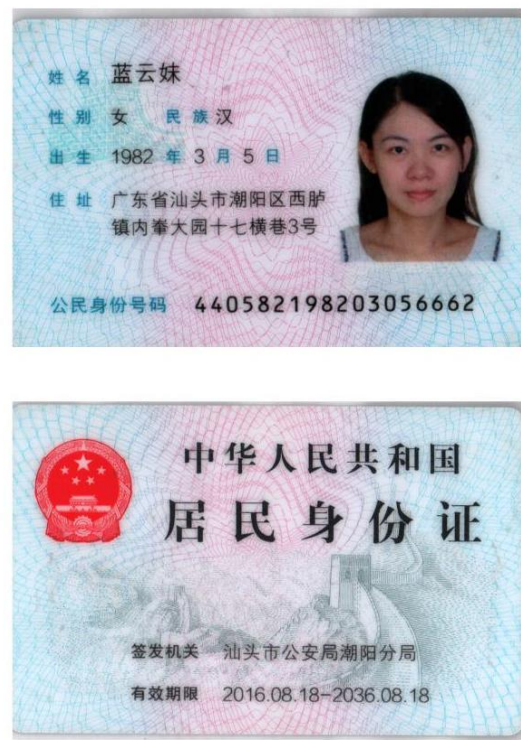 姓名 蓝云妹
性别 女 民族 汉
出生 1982 年 3 月 5 日
住址 广东省汕头市潮阳区西胪
镇内大园十七横巷3号
公民身份号码 440582198203056662
中华人民共和国
居民身份证
签发机关 汕头市公安局潮阳分局
有效期限 2016.08.18-2036.08.18